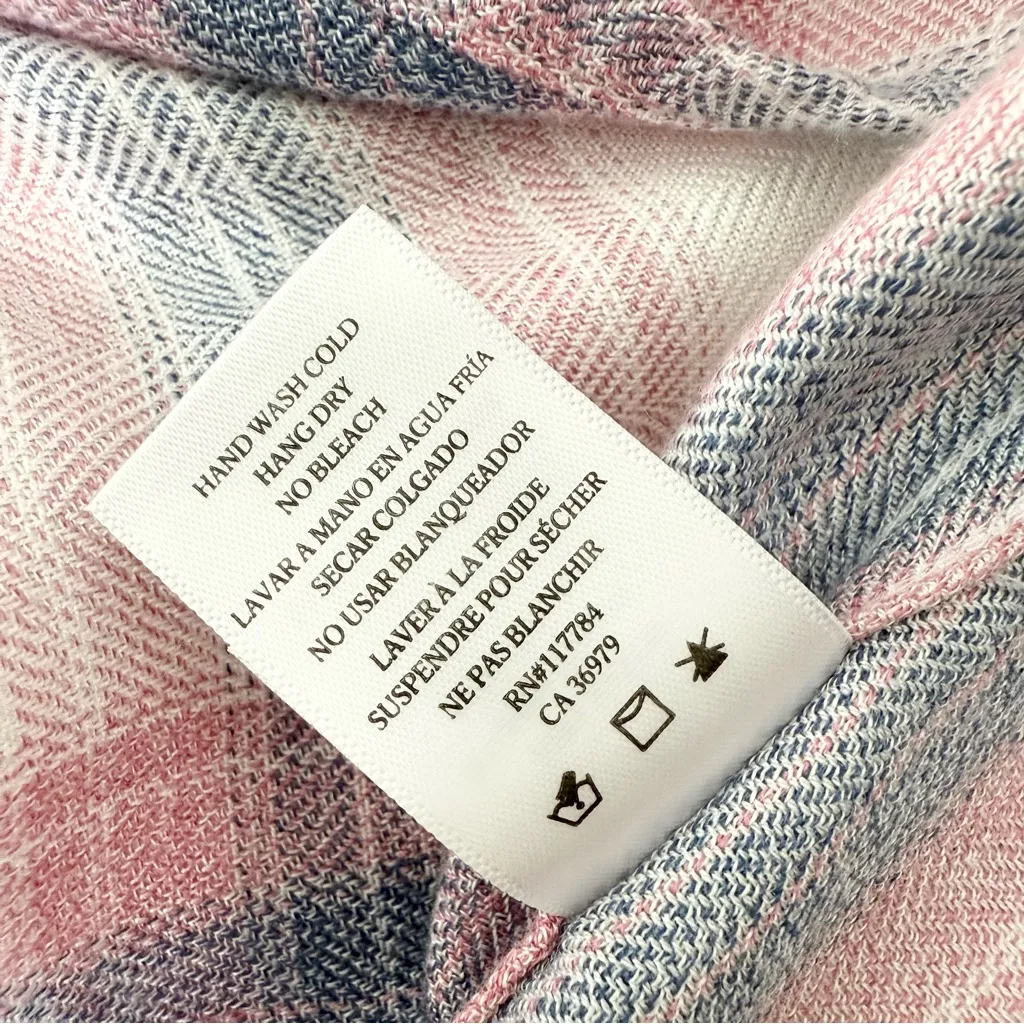 HAND WASH COLD
HANG DRY
NO BLEACH
LAVAR A MANO EN AGUA FRÍA
SECAR COLGADO
NO USAR BLANQUEADOR
LAVER À LA FROIDE
SUSPENDRE POUR SÉCHER
NE PAS BLANCHIR
RN#117784
CA 36979